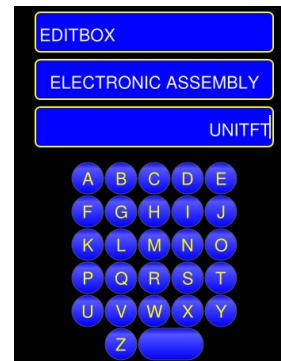 EDITBOX
ELECTRONIC ASSEMBLY
UNITFT
A B C D E
F G H I J
K L M N O
P Q R S T
U V W X Y
Z